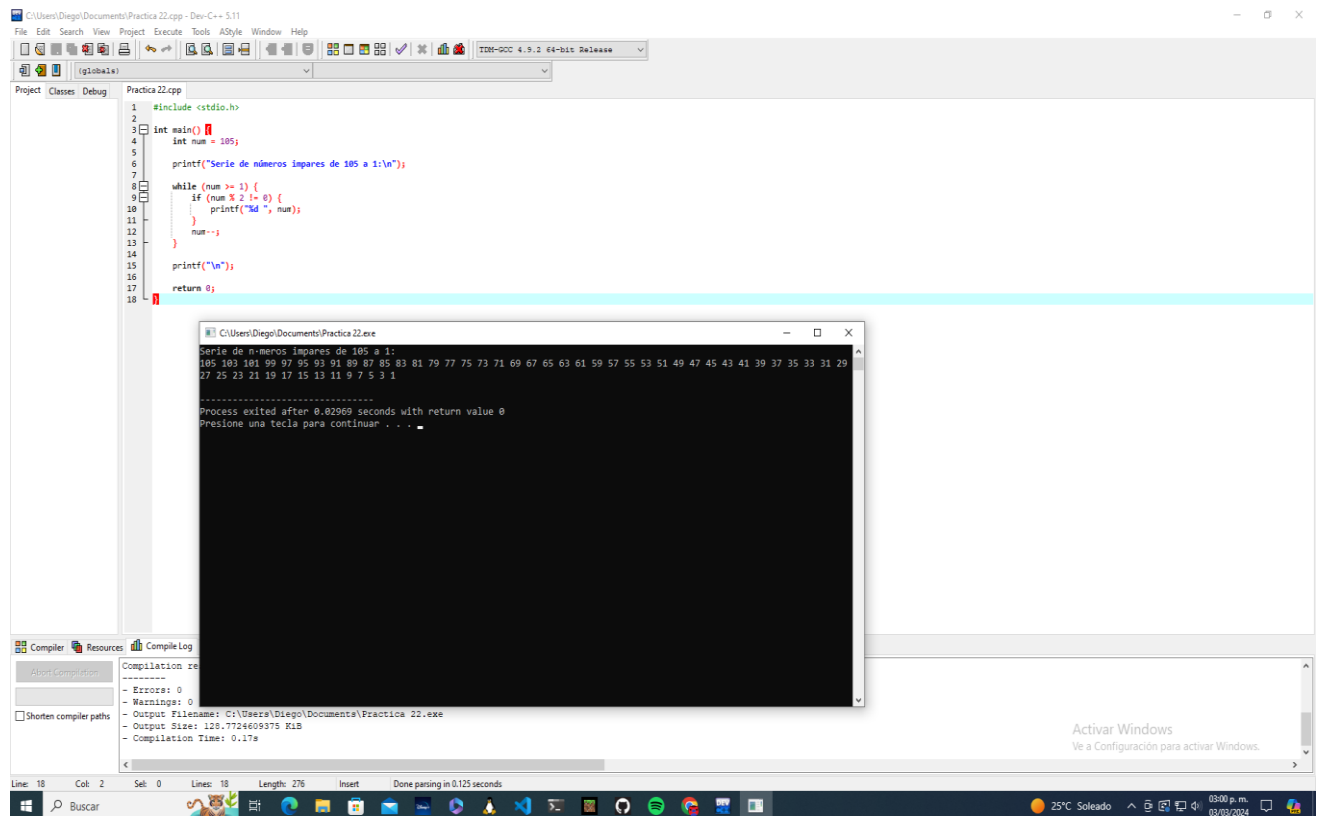 C:\Users\Diego\Documents\Practica 22.cpp - Dev-C++ 5.11
File Edit Search View Project Execute Tools AStyle Window Help
TDM-GCC 4.9.2 64-bit Release
(globals)
Project Classes Debug Practica 22.cpp
1 #include <stdio.h>
2
3 int main() {
4 int num = 105;
5
6 printf("Serie de números impares de 105 a 1:\n");
7
8 while (num >= 1) {
9 if (num % 2 != 0) {
10 printf("%d ", num);
11 }
12 num--;
13 }
14
15 printf("\n");
16
17 return 0;
18 }
C:\Users\Diego\Documents\Practica 22.exe
Serie de n·meros impares de 105 a 1:
105 103 101 99 97 95 93 91 89 87 85 83 81 79 77 75 73 71 69 67 65 63 61 59 57 55 53 51 49 47 45 43 41 39 37 35 33 31 29
27 25 23 21 19 17 15 13 11 9 7 5 3 1
--------------------------------
Process exited after 0.02969 seconds with return value 0
Presione una tecla para continuar . . .
Compiler Resources Compile Log
Abort Compilation
Shorten compiler paths
Compilation re
--------
- Errors: 0
- Warnings: 0
- Output Filename: C:\Users\Diego\Documents\Practica 22.exe
- Output Size: 128.7724609375 KiB
- Compilation Time: 0.17s
Activar Windows
Ve a Configuración para activar Windows.
Line: 18 Col: 2 Sel: 0 Lines: 18 Length: 276 Insert Done parsing in 0.125 seconds
Buscar
DEV
25°C Soleado
03:00 p. m.
03/03/2024